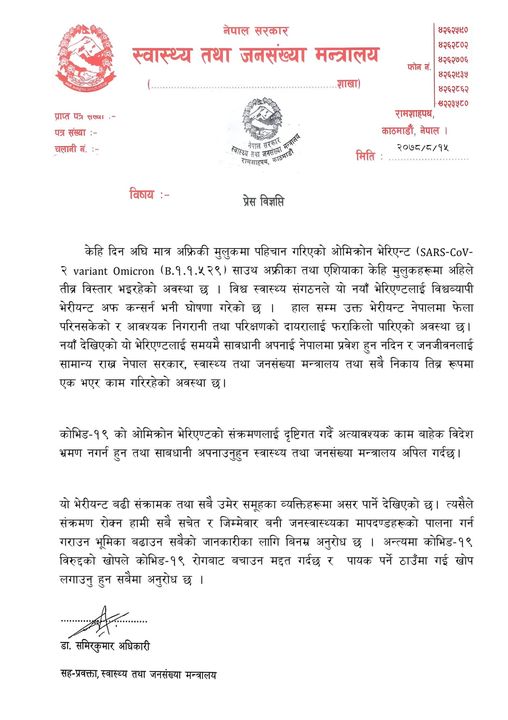 नेपाल सरकार
स्वास्थ्य तथा जनसंख्या मन्त्रालय
(..........................................शाखा)
फोन नं.
४२६२५९०
४२६२८०२
४२६२७०६
४२६२९३५
४२६२८६२
४२२३५८०
प्राप्त पत्र संख्या :-
पत्र संख्या :-
चलानी नं. :-
नेपाल सरकार
स्वास्थ्य तथा जनसंख्या मन्त्रालय
रामशाहपथ, काठमाडौं
रामशाहपथ,
काठमाडौं, नेपाल ।
मिति : २०७८/८/१५
विषय :-
प्रेस विज्ञप्ति
केहि दिन अघि मात्र अफ्रिकी मुलुकमा पहिचान गरिएको ओमिक्रोन भेरिएन्ट (SARS-CoV-
२ variant Omicron (B.१.१.५२९) साउथ अफ्रीका तथा एशियाका केहि मुलुकहरूमा अहिले
तीव्र विस्तार भइरहेको अवस्था छ । विश्व स्वास्थ्य संगठनले यो नयाँ भेरिएण्टलाई विश्वव्यापी
भेरीयन्ट अफ कन्सर्न भनी घोषणा गरेको छ । हाल सम्म उक्त भेरीयन्ट नेपालमा फेला
परिनसकेको र आवश्यक निगरानी तथा परिक्षणको दायरालाई फराकिलो पारिएको अवस्था छ।
नयाँ देखिएको यो भेरिएण्टलाई समयमै सावधानी अपनाई नेपालमा प्रवेश हुन नदिन र जनजीवनलाई
सामान्य राख्न नेपाल सरकार, स्वास्थ्य तथा जनसंख्या मन्त्रालय तथा सबै निकाय तिब्र रूपमा
एक भएर काम गरिरहेको अवस्था छ।
कोभिड-१९ को ओमिक्रोन भेरिएण्टको संक्रमणलाई दृष्टिगत गर्दै अत्यावश्यक काम बाहेक विदेश
भ्रमण नगर्न हुन तथा साबधानी अपनाउनुहुन स्वास्थ्य तथा जनसंख्या मन्त्रालय अपिल गर्दछ।
यो भेरीयन्ट बढी संक्रामक तथा सबै उमेर समूहका व्यक्तिहरूमा असर पार्ने देखिएको छ। त्यसैले
संक्रमण रोक्न हामी सबै सचेत र जिम्मेवार बनी जनस्वास्थ्यका मापदण्डहरूको पालना गर्न
गराउन भूमिका बढाउन सबैको जानकारीका लागि विनम्र अनुरोध छ । अन्त्यमा कोभिड-१९
विरुद्दको खोपले कोभिड-१९ रोगबाट बचाउन मद्दत गर्दछ र पायक पर्ने ठाउँमा गई खोप
लगाउनु हुन सबैमा अनुरोध छ ।
डा. समिरकुमार अधिकारी
सह-प्रवक्ता, स्वास्थ्य तथा जनसंख्या मन्त्रालय